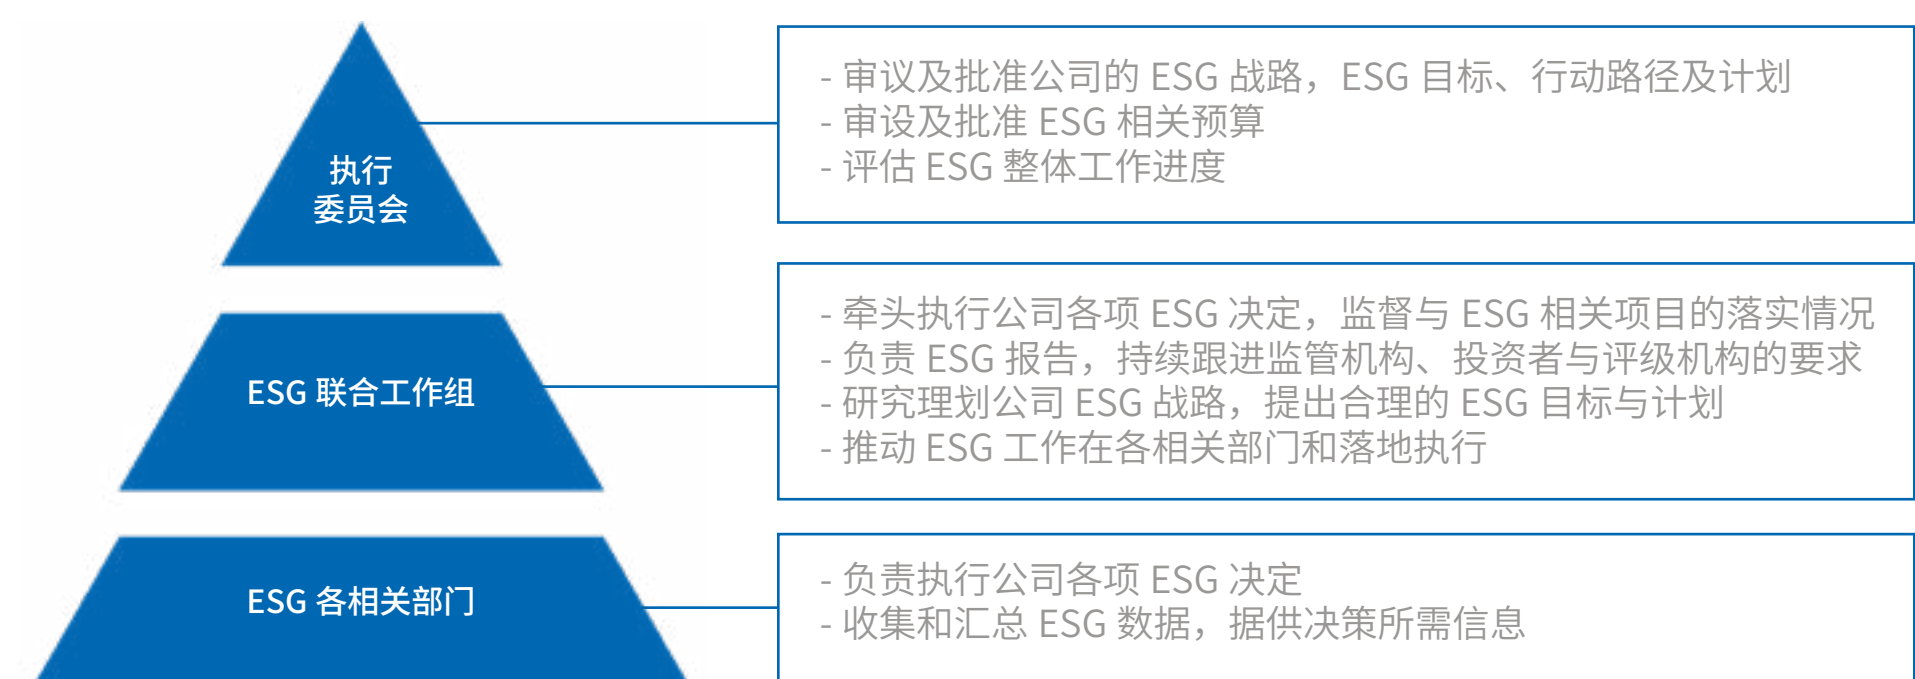 执行
委员会
- 审议及批准公司的 ESG 战路，ESG 目标、行动路径及计划
- 审设及批准 ESG 相关预算
- 评估 ESG 整体工作进度
ESG 联合工作组
- 牵头执行公司各项 ESG 决定，监督与 ESG 相关项目的落实情况
- 负责 ESG 报告，持续跟进监管机构、投资者与评级机构的要求
- 研究理划公司 ESG 战路，提出合理的 ESG 目标与计划
- 推动 ESG 工作在各相关部门和落地执行
ESG 各相关部门
- 负责执行公司各项 ESG 决定
- 收集和汇总 ESG 数据，据供决策所需信息